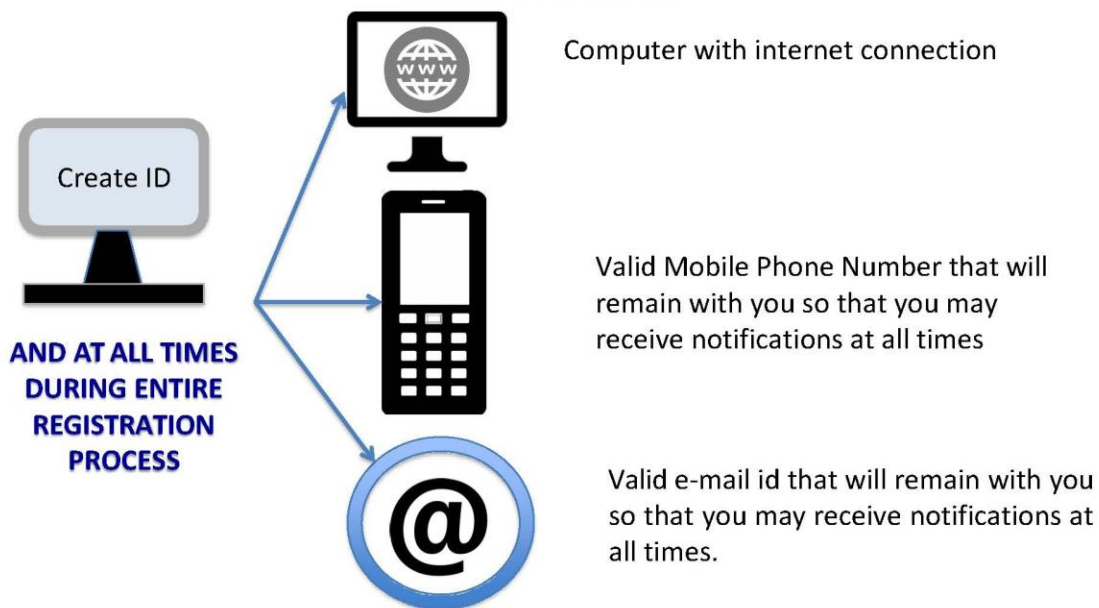 Computer with internet connection
www
Create ID
AND AT ALL TIMES
DURING ENTIRE
REGISTRATION
PROCESS
Valid Mobile Phone Number that will
remain with you so that you may
receive notifications at all times
@
Valid e-mail id that will remain with you
so that you may receive notifications at
all times.